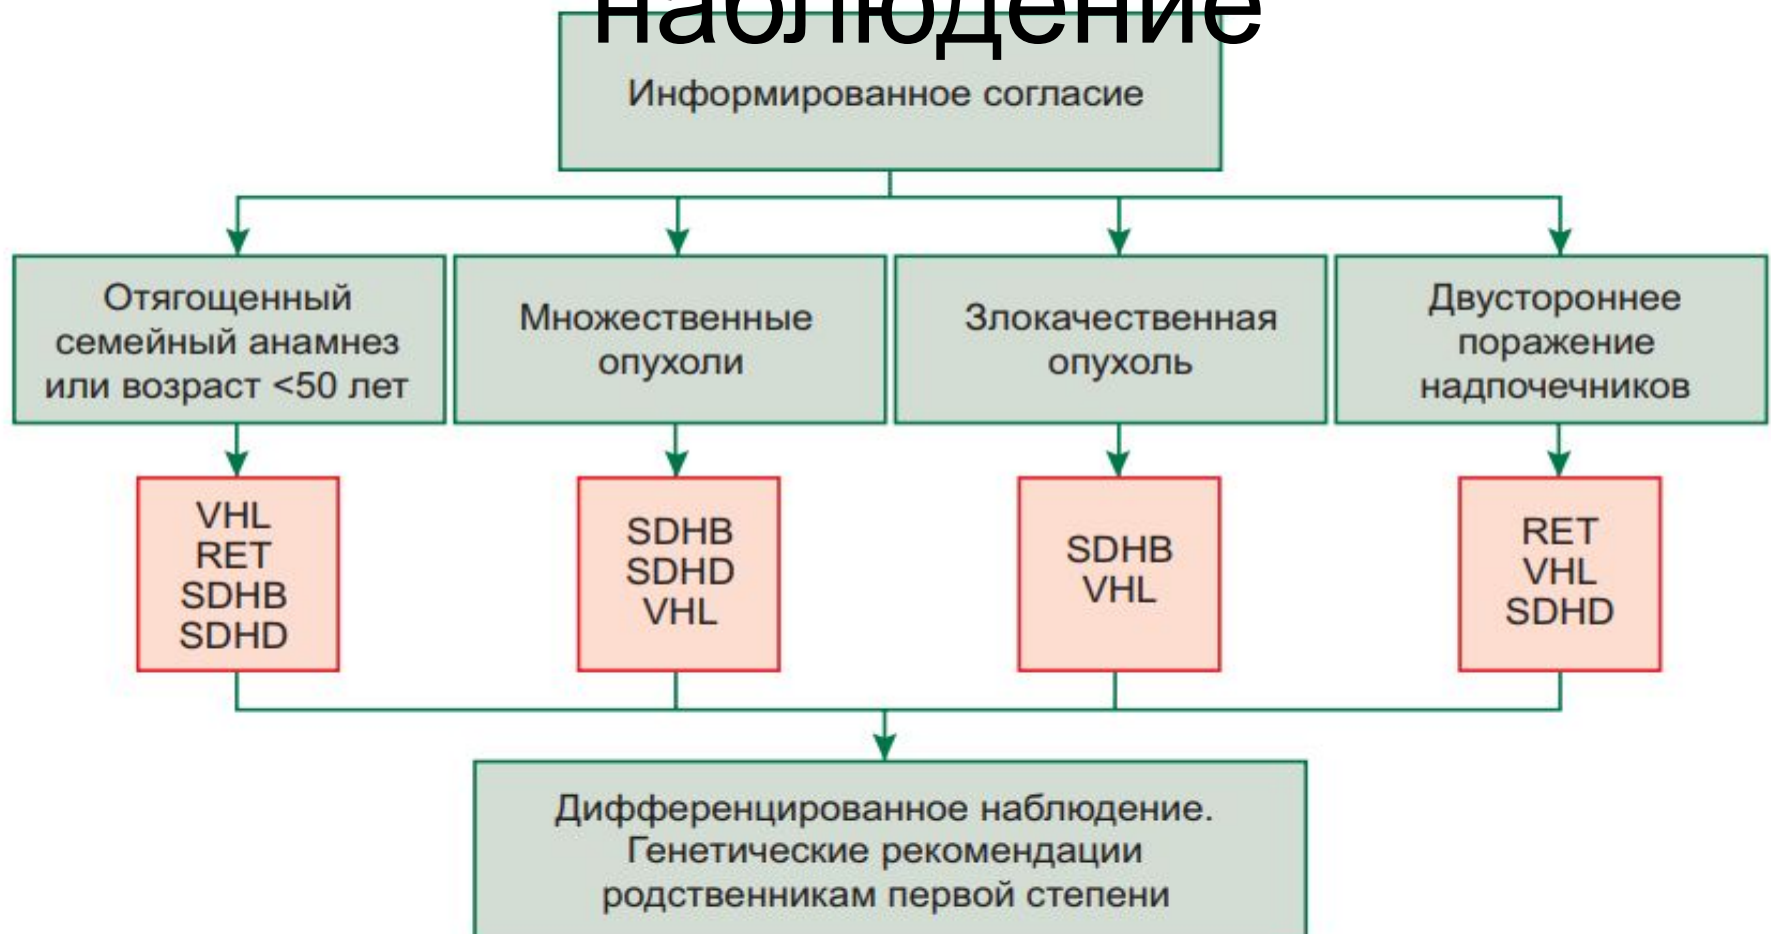 наблюдение
Информированное согласие
Отягощенный
семейный анамнез
или возраст <50 лет
Множественные
опухоли
Злокачественная
опухоль
Двустороннее
поражение
надпочечников
VHL
RET
SDHB
SDHD
SDHB
SDHD
VHL
SDHB
VHL
RET
VHL
SDHD
Дифференцированное наблюдение.
Генетические рекомендации
родственникам первой степени